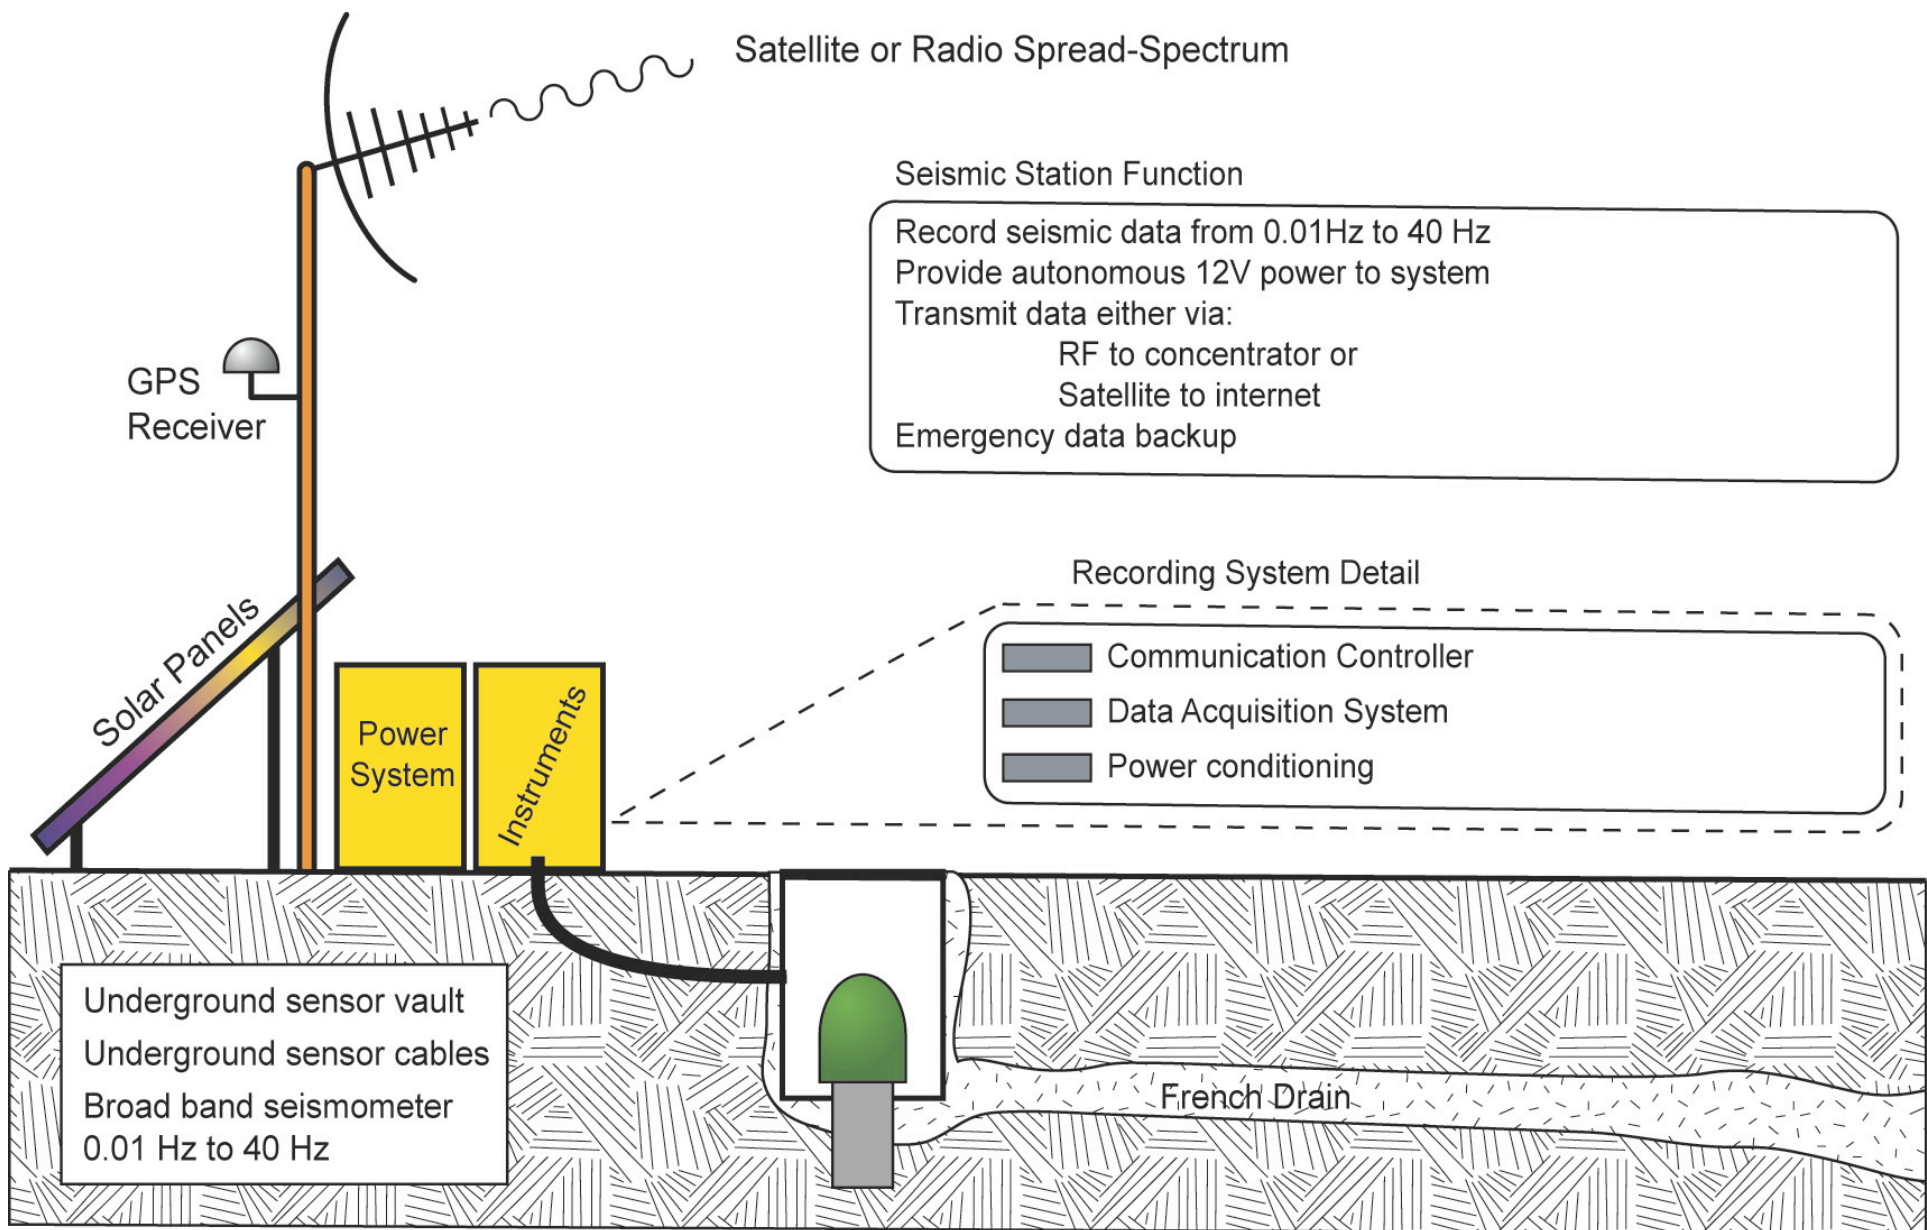 Satellite or Radio Spread-Spectrum
Seismic Station Function
Record seismic data from 0.01Hz to 40 Hz
Provide autonomous 12V power to system
Transmit data either via:
RF to concentrator or
Satellite to internet
Emergency data backup
GPS
Receiver
Recording System Detail
Communication Controller
Data Acquisition System
Power conditioning
Solar Panels
Power
System
Instruments
Underground sensor vault
Underground sensor cables
Broad band seismometer
0.01 Hz to 40 Hz
French Drain